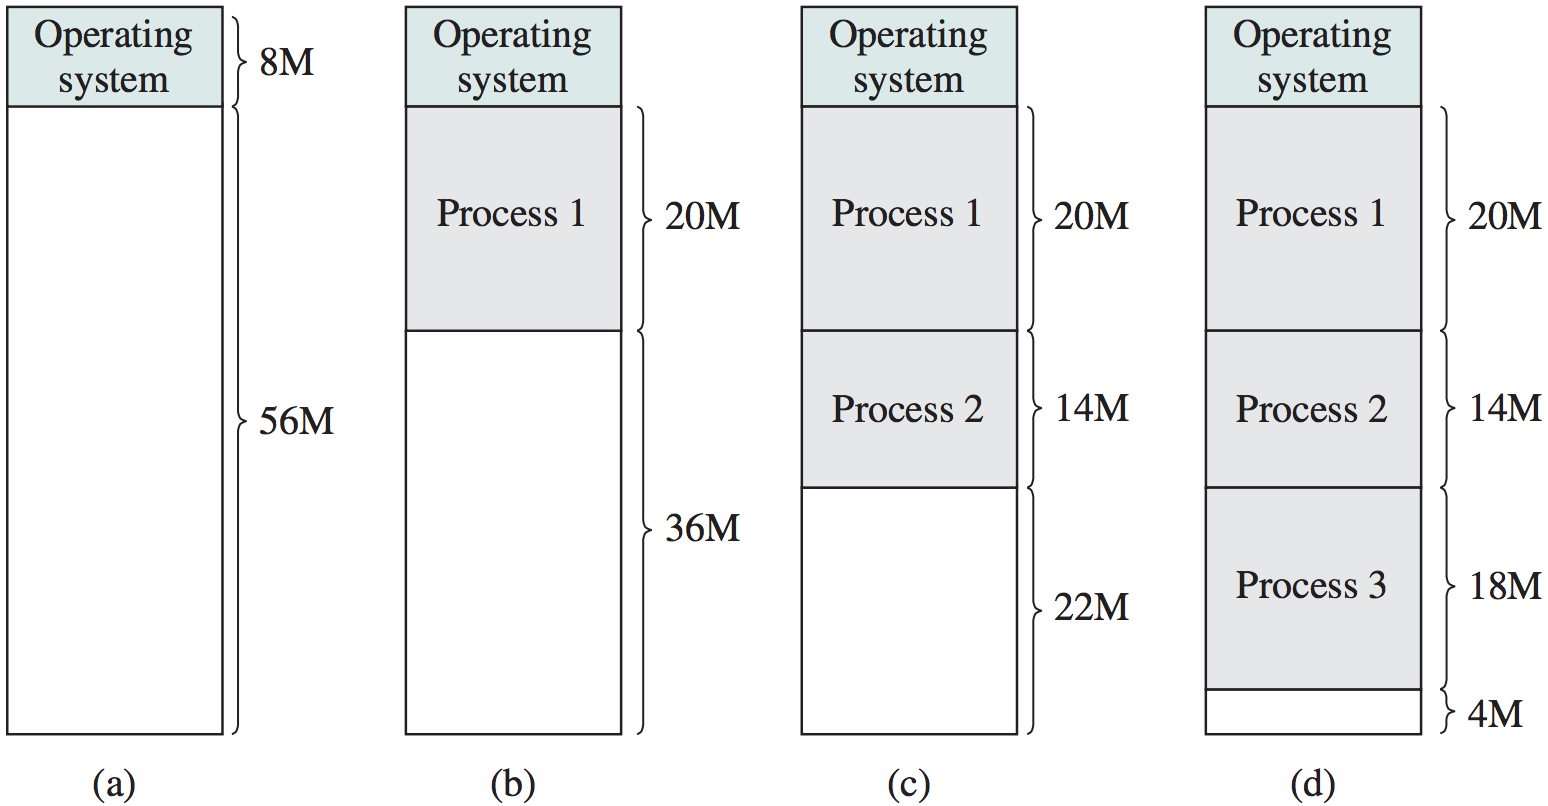 Operating
system
8M
56M
(a)
Operating
system
Process 1
20M
36M
(b)
Operating
system
Process 1
20M
Process 2
14M
22M
(c)
Operating
system
Process 1
20M
Process 2
14M
Process 3
18M
4M
(d)